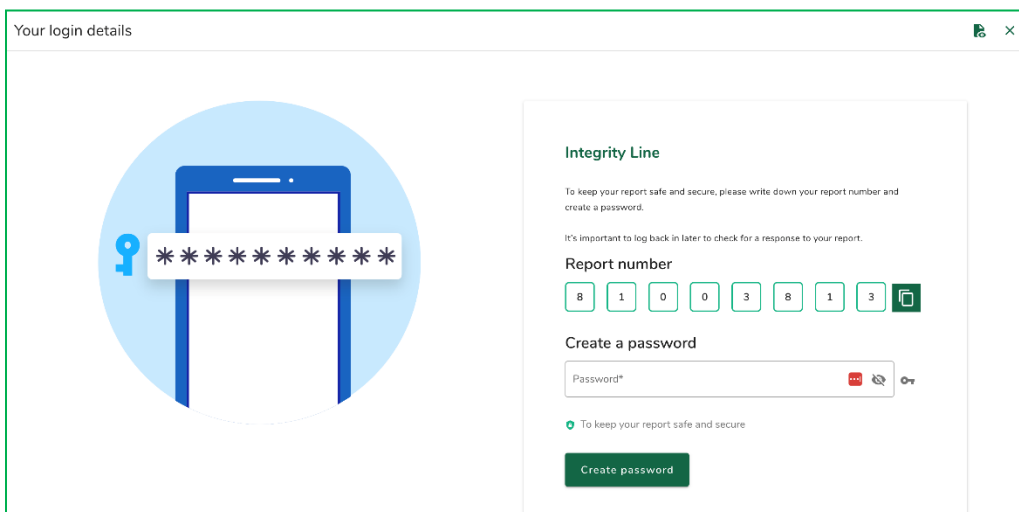 Your login details
* * * * * * * * * *
Integrity Line
To keep your report safe and secure, please write down your report number and
create a password.
It's important to log back in later to check for a response to your report.
Report number
8 1 0 0 3 8 1 3
Create a password
Password*
To keep your report safe and secure
Create password